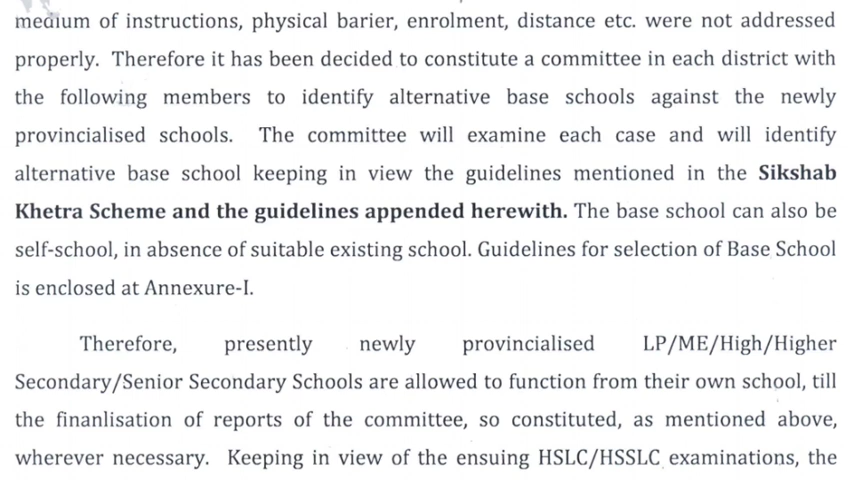 medium of instructions, physical barier, enrolment, distance etc. were not addressed
properly. Therefore it has been decided to constitute a committee in each district with
the following members to identify alternative base schools against the newly
provincialised schools. The committee will examine each case and will identify
alternative base school keeping in view the guidelines mentioned in the Sikshab
Khetra Scheme and the guidelines appended herewith. The base school can also be
self-school, in absence of suitable existing school. Guidelines for selection of Base School
is enclosed at Annexure-I.
Therefore, presently newly provincialised LP/ME/High/Higher
Secondary/Senior Secondary Schools are allowed to function from their own school, till
the finanlisation of reports of the committee, so constituted, as mentioned above,
wherever necessary. Keeping in view of the ensuing HSLC/HSSLC examinations, the